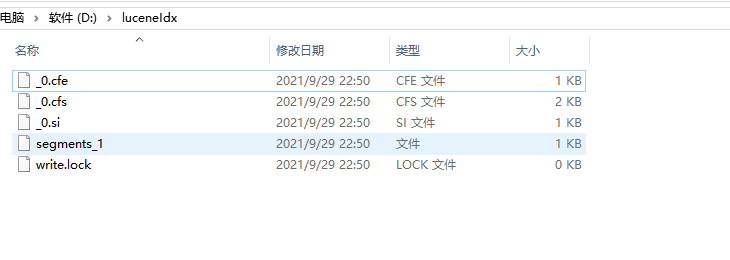 电脑 > 软件 (D:) > luceneIdx
名称 修改日期 类型 大小
_0.cfe 2021/9/29 22:50 CFE 文件 1 KB
_0.cfs 2021/9/29 22:50 CFS 文件 2 KB
_0.si 2021/9/29 22:50 SI 文件 1 KB
segments_1 2021/9/29 22:50 文件 1 KB
write.lock 2021/9/29 22:50 LOCK 文件 0 KB